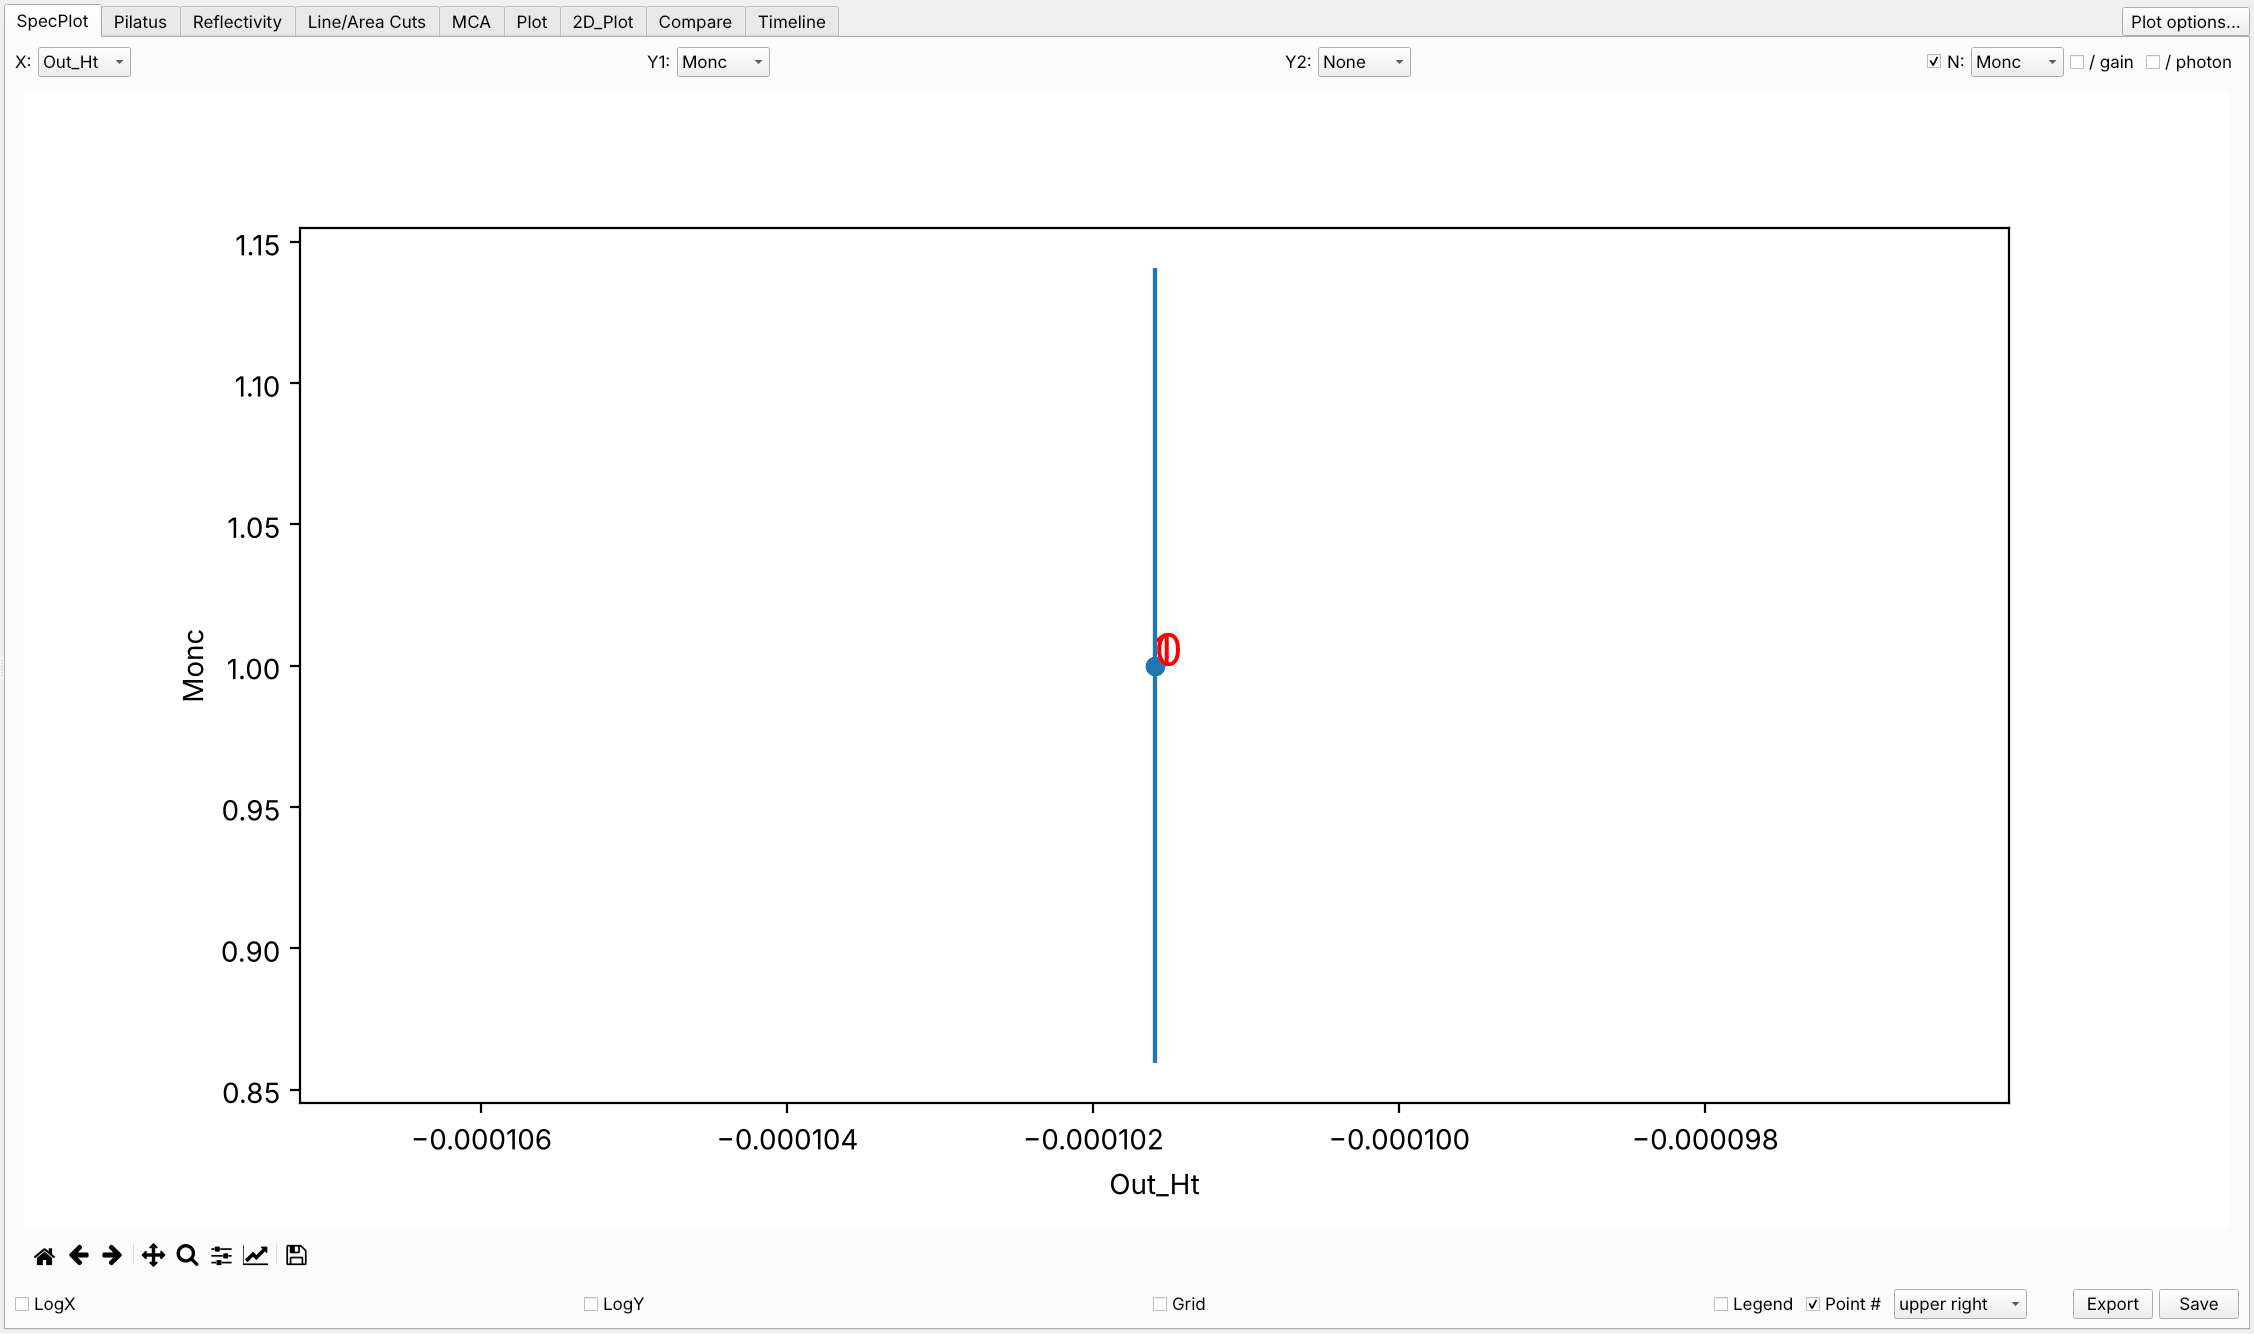 SpecPlot Pilatus Reflectivity Line/Area Cuts MCA Plot 2D_Plot Compare Timeline Plot options...
X: Out_Ht Y1: Monc Y2: None N: Monc / gain / photon
1.15
1.10
1.05
1.00
0.95
0.90
0.85
Monc
−0.000106 −0.000104 −0.000102 −0.000100 −0.000098
Out_Ht
LogX LogY Grid Legend Point # upper right Export Save